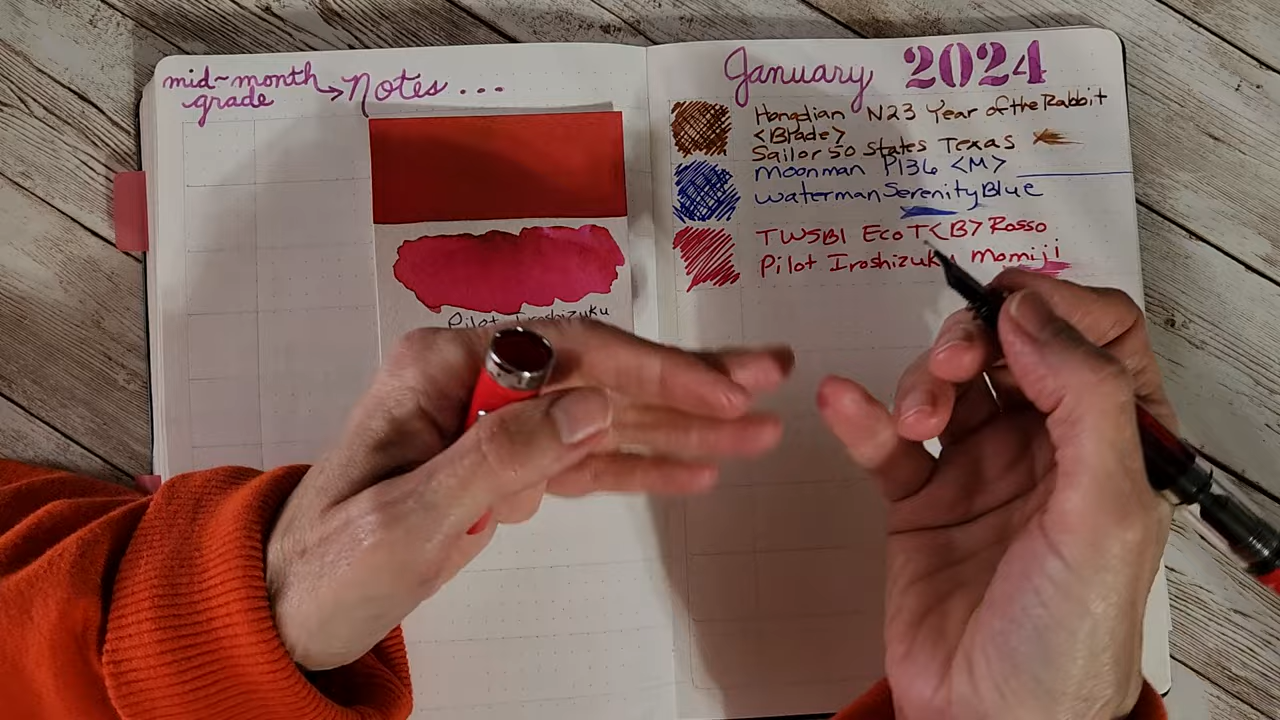 mid-month
grade → Notes ...
Pilot Iroshizuku
January 2024
Hongdian N23 Year of the Rabbit
<Blade>
Sailor 50 States Texas
Moonman P136 <M>
Waterman Serenity Blue
TWSBI Eco T <B> Rosso
Pilot Iroshizuku Momiji